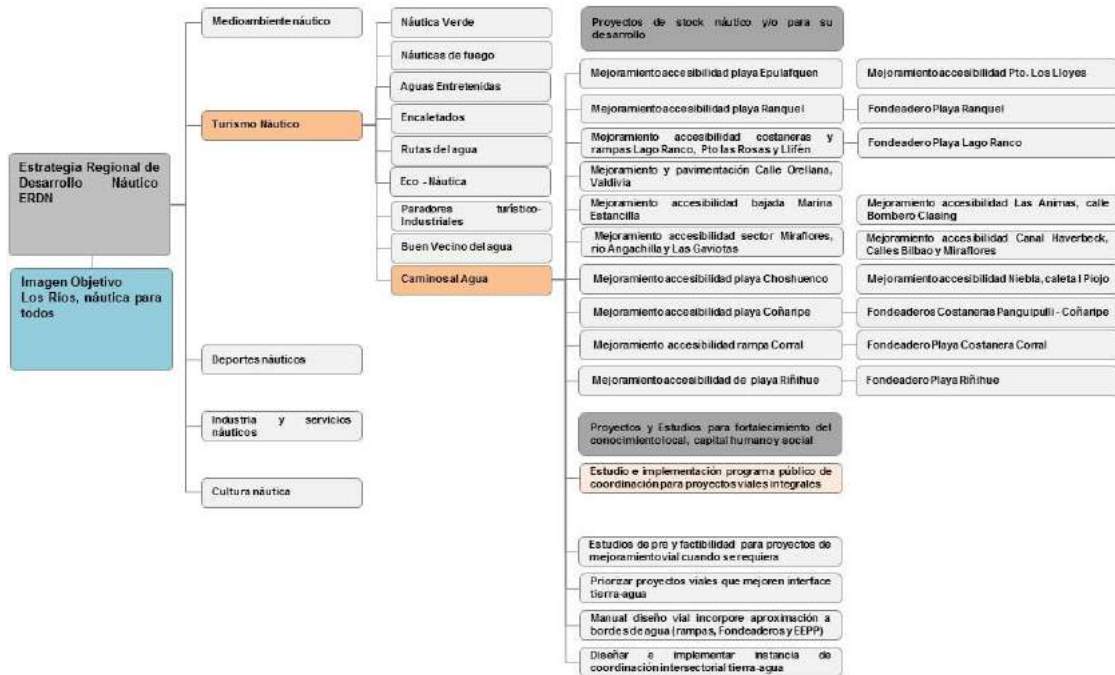 Estrategia Regional de
Desarrollo Náutico
ERDN
Imagen Objetivo
Los Ríos, náutica para
todos
Medioambiente náutico
Turismo Náutico
Deportes náuticos
Industria y servicios
náuticos
Cultura náutica
Náutica Verde
Náuticas de fuego
Aguas Entretenidas
Encaletados
Rutas del agua
Eco - Náutica
Paradores turístico-
Industriales
Buen Vecino del agua
Caminos al Agua
Proyectos de stock náutico y/o para su
desarrollo
Mejoramiento accesibilidad playa Epulafquen
Mejoramiento accesibilidad Pto. Los Lloyes
Mejoramiento accesibilidad playa Ranquel
Fondeadero Playa Ranquel
Mejoramiento accesibilidad costaneras y
rampas Lago Ranco, Pto las Rosas y Llifén
Fondeadero Playa Lago Ranco
Mejoramiento y pavimentación Calle Orellana,
Valdivia
Mejoramiento accesibilidad bajada Marina
Estancilla
Mejoramiento accesibilidad Las Animas, calle
Bombero Clasing
Mejoramiento accesibilidad sector Miraflores,
rio Angachilla y Las Gaviotas
Mejoramiento accesibilidad Canal Haverbeck,
Calles Bilbao y Miraflores
Mejoramiento accesibilidad playa Choshuenco
Mejoramiento accesibilidad Niebla, caleta l Piojo
Mejoramiento accesibilidad playa Coñaripe
Fondeaderos Costaneras Panguipulli - Coñaripe
Mejoramiento accesibilidad rampa Corral
Fondeadero Playa Costanera Corral
Mejoramiento accesibilidad de playa Riñihue
Fondeadero Playa Riñihue
Proyectos y Estudios para fortalecimiento del
conocimiento local, capital humano y social
Estudio e implementación programa público de
coordinación para proyectos viales integrales
Estudios de pre y factibilidad para proyectos de
mejoramiento vial cuando se requiera
Priorizar proyectos viales que mejoren interface
tierra-agua
Manual diseño vial incorpore aproximación a
bordes de agua (rampas, Fondeaderos y EEPP)
Diseñar e implementar instancia de
coordinación intersectorial tierra-agua